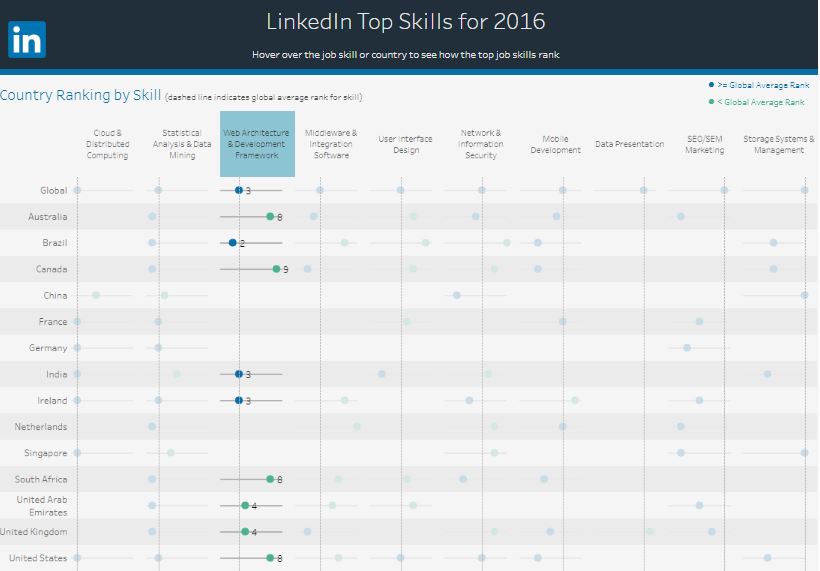 LinkedIn Top Skills for 2016
in
Hover over the job skill or country to see how the top job skills rank
>= Global Average Rank
Country Ranking by Skill (dashed line indicates global average rank for skill)
< Global Average Rank
Cloud &
Distributed
Computing
Statistical
Analysis & Data
Mining
Web Architecture
& Development
Framework
Middleware &
Integration
Software
User Interface
Design
Network &
Information
Security
Mobile
Development
Data Presentation
SEO/SEM
Marketing
Storage Systems &
Management
Global 3
Australia 8
Brazil 2
Canada 9
China
France
Germany
India 3
Ireland 3
Netherlands
Singapore
South Africa 8
United Arab
Emirates 4
United Kingdom 4
United States 8